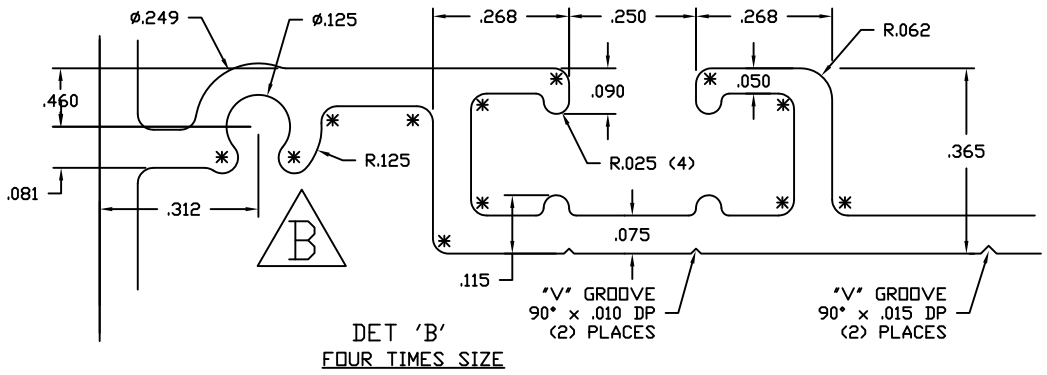 .268
.250
.268
ø.249
ø.125
R.062
.460
.090
.050
R.125
R.025 (4)
.365
.081
.312
B
.075
.115
"V" GROOVE
90° x .010 DP
(2) PLACES
"V" GROOVE
90° x .015 DP
(2) PLACES
DET 'B'
FOUR TIMES SIZE